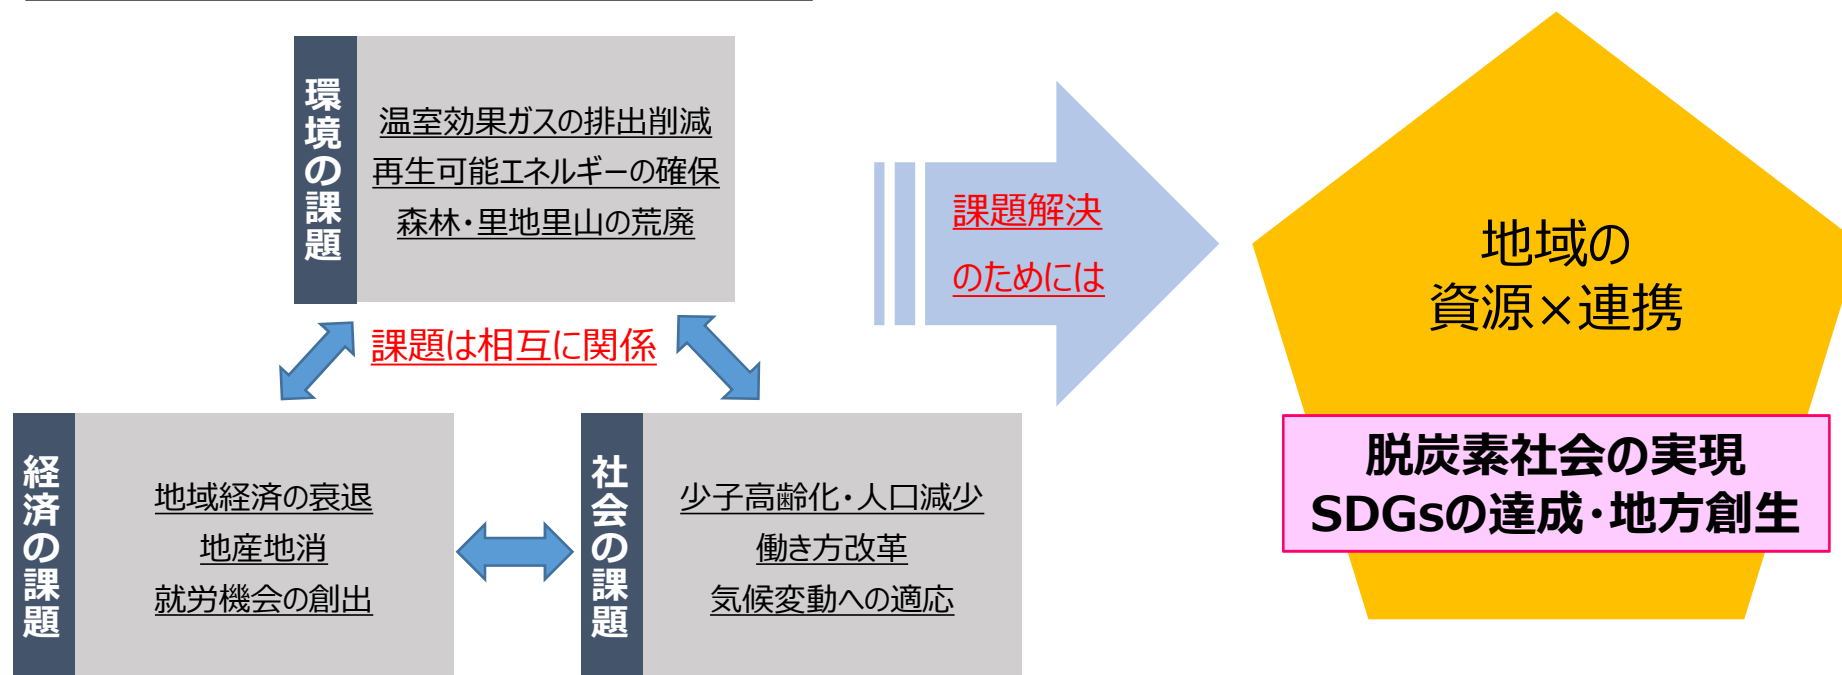 環境の課題
温室効果ガスの排出削減
再生可能エネルギーの確保
森林・里地里山の荒廃
課題は相互に関係
経済の課題
地域経済の衰退
地産地消
就労機会の創出
社会の課題
少子高齢化・人口減少
働き方改革
気候変動への適応
課題解決
のためには
地域の
資源×連携
脱炭素社会の実現
SDGsの達成・地方創生